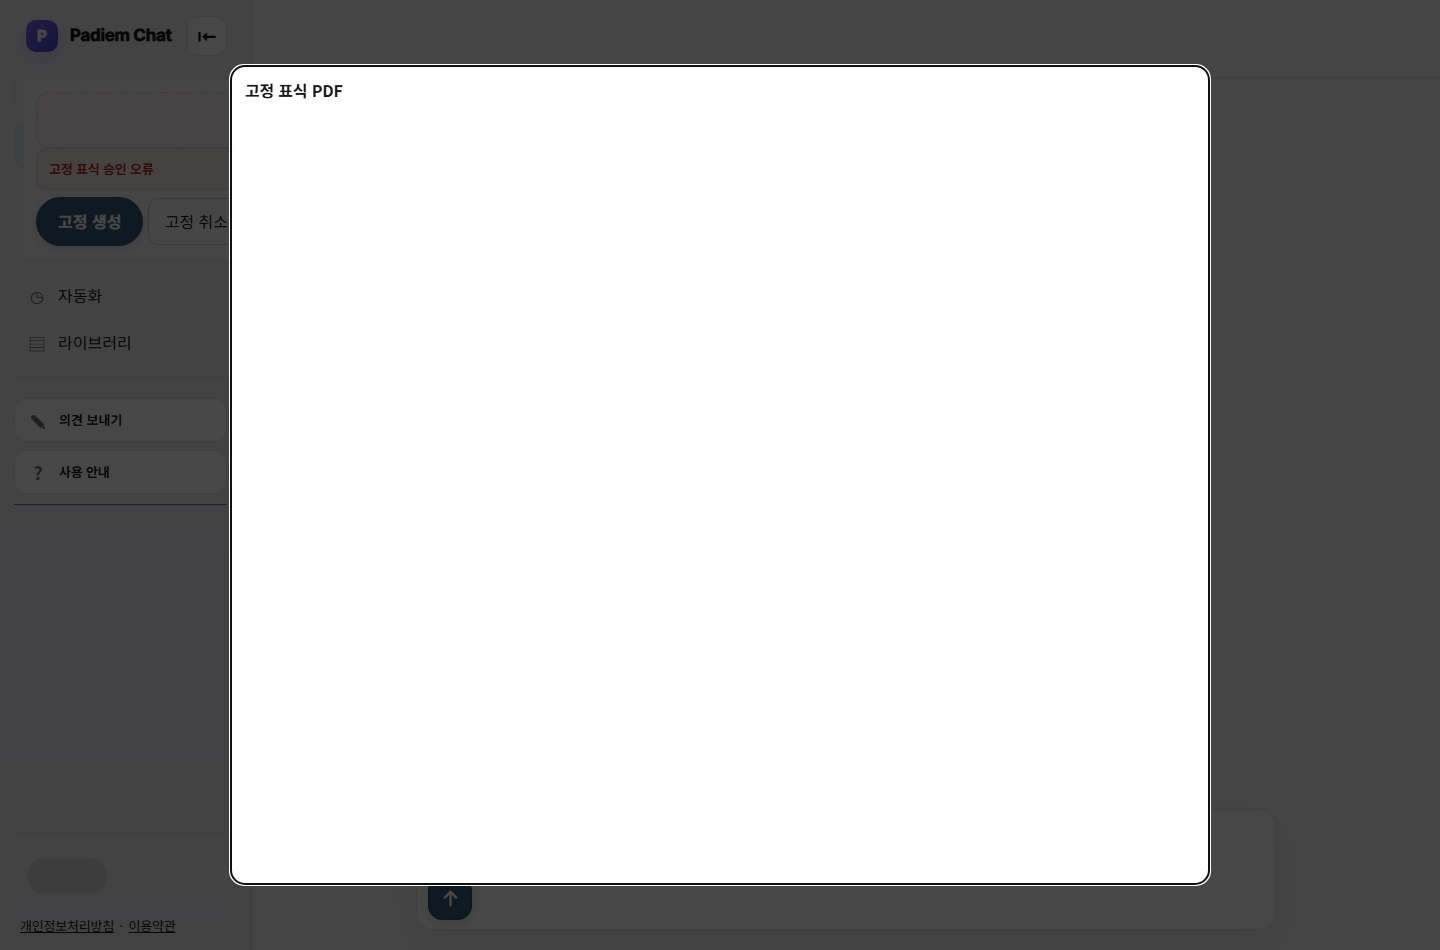 P Padiem Chat
고정 표식 PDF
고정 표식 승인 오류
고정 생성
고정 취소
자동화
라이브러리
의견 보내기
? 사용 안내
개인정보처리방침 · 이용약관